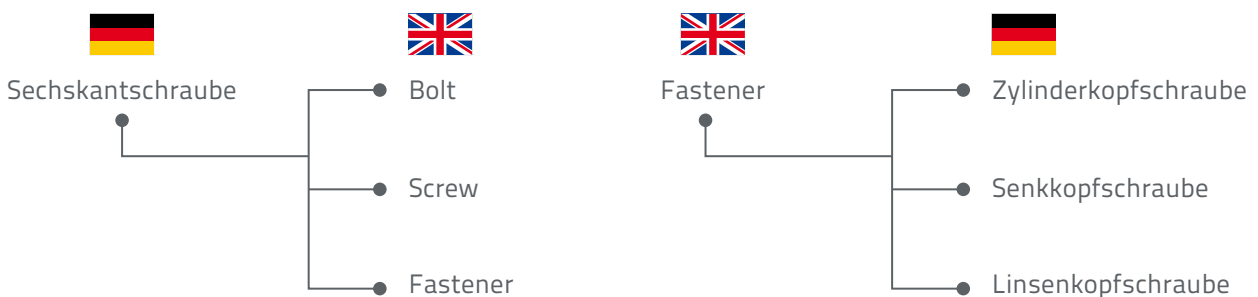 Sechskantschraube
Bolt
Screw
Fastener
Fastener
Zylinderkopfschraube
Senkkopfschraube
Linsenkopfschraube